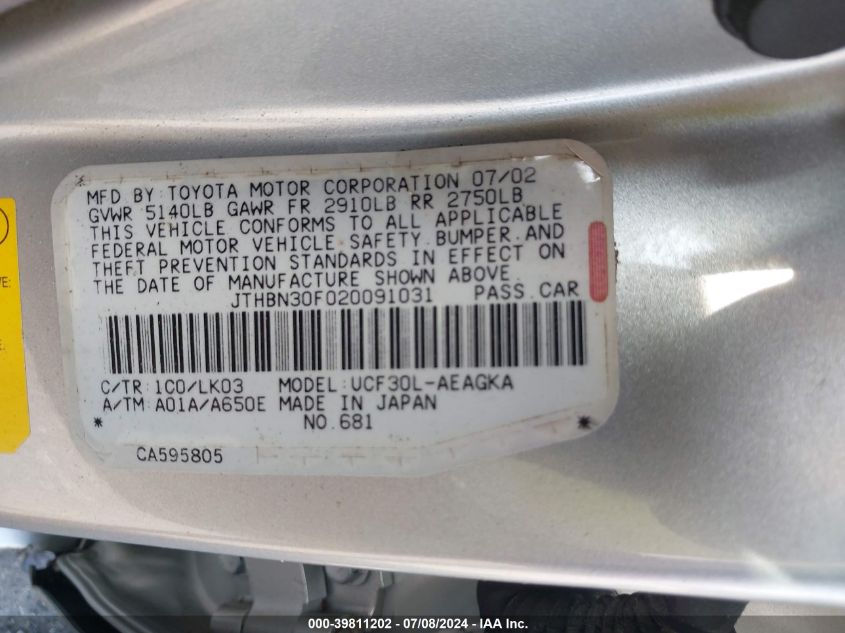 MFD BY: TOYOTA MOTOR CORPORATION 07/02
GVWR 5140LB GAWR FR 2910LB RR 2750LB
THIS VEHICLE CONFORMS TO ALL APPLICABLE
FEDERAL MOTOR VEHICLE SAFETY, BUMPER, AND
THEFT PREVENTION STANDARDS IN EFFECT ON
THE DATE OF MANUFACTURE SHOWN ABOVE.
JTHBN30F020091031 PASS.CAR
C/TR: 1C0/LK03 MODEL: UCF30L-AEAGKA
A/TM: A01A/A650E MADE IN JAPAN
* NO.681 *
CA595805
000-39811202 - 07/08/2024 - IAA Inc.